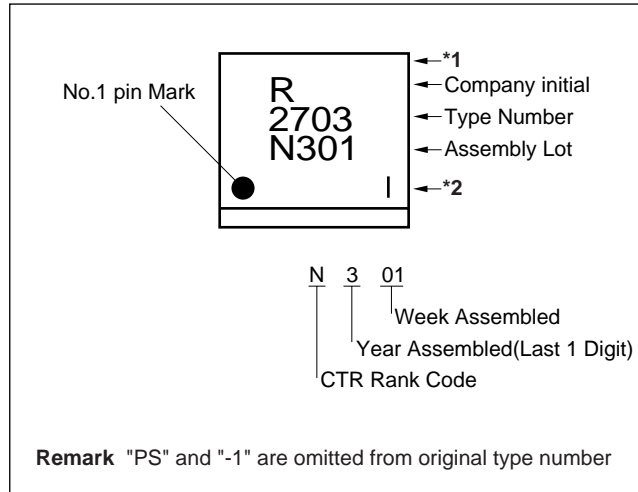 *1
No.1 pin Mark
R
Company initial
2703
Type Number
N301
Assembly Lot
*2
N 3 01
Week Assembled
Year Assembled(Last 1 Digit)
CTR Rank Code
Remark "PS" and "-1" are omitted from original type number